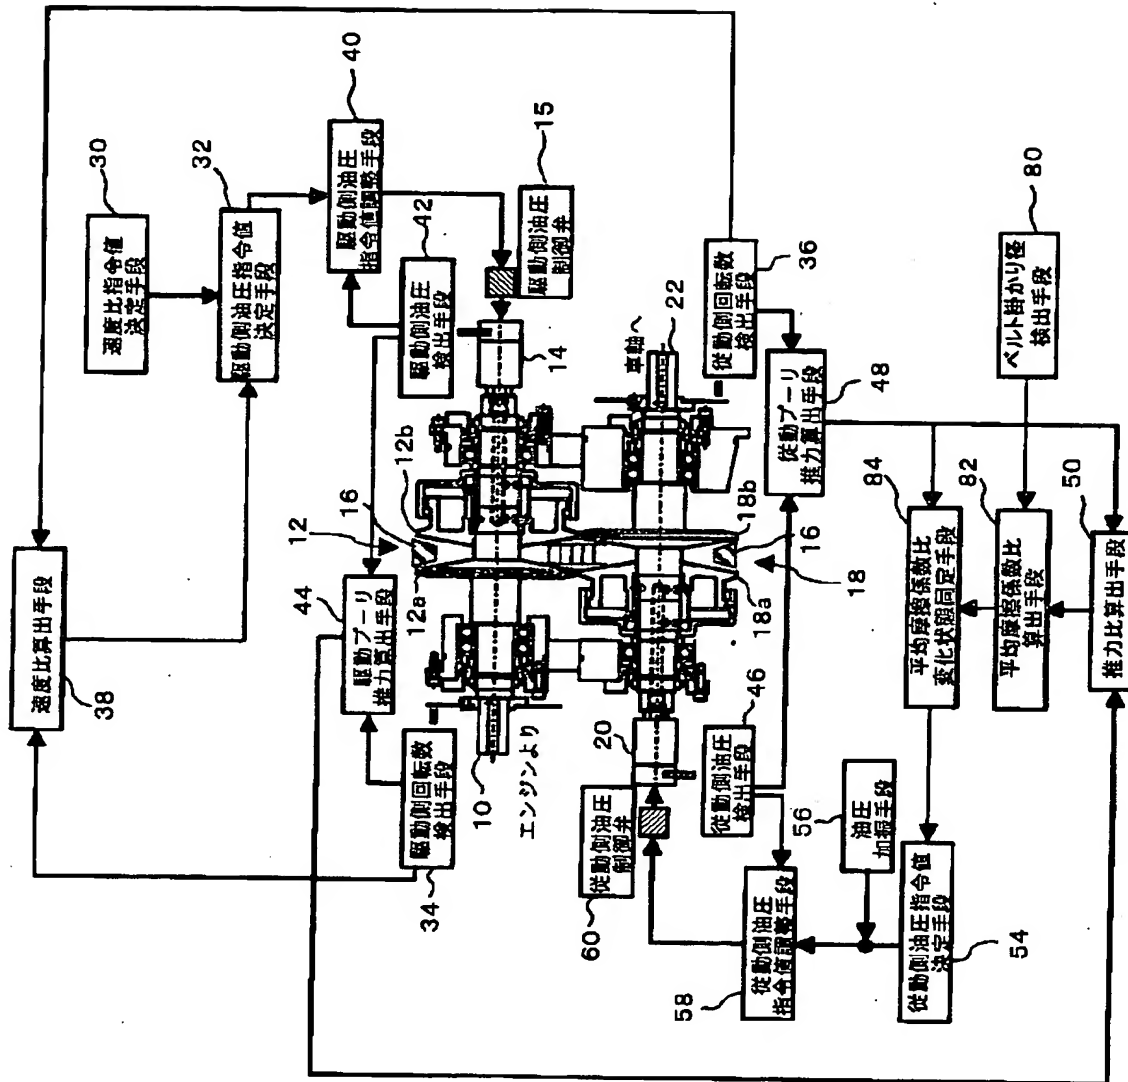 速度比指令値
決定手段
30
駆動側油圧指令値
決定手段
32
駆動側油圧
指令値調整手段
40
駆動側油圧
検出手段
42
駆動側油圧
制御弁
15
14
速度比算出手段
38
駆動プーリ
推力算出手段
44
駆動側回転数
検出手段
34
12
12a
12b
16
10
エンジンより
車軸へ
22
従動側回転数
検出手段
36
従動プーリ
推力算出手段
48
ベルト掛かり径
検出手段
80
18
18a
18b
16
20
従動側油圧
検出手段
46
従動側油圧
制御弁
60
平均摩擦係数比
変化状態同定手段
84
平均摩擦係数比
算出手段
82
推力比算出手段
50
油圧
加振手段
56
従動側油圧
指令値調整手段
58
従動側油圧指令値
決定手段
54